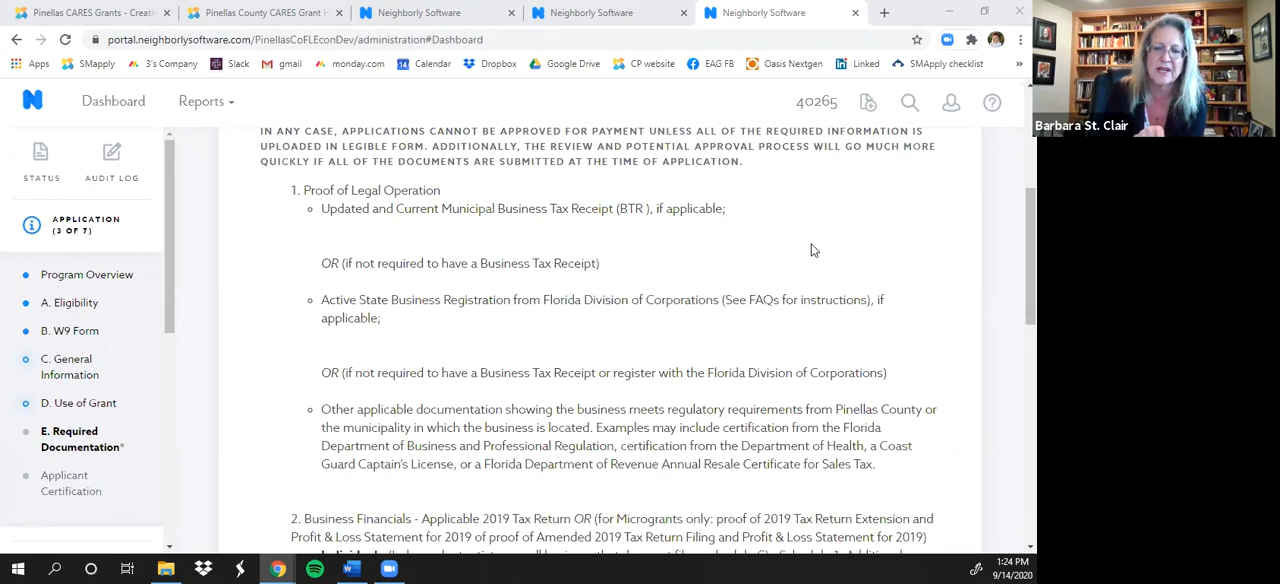 Pinellas CARES Grants - Creati
Pinellas County CARES Grant H
Neighborly Software
Neighborly Software
Neighborly Software
portal.neighborlysoftware.com/PinellasCoFLEconDev/administration#Dashboard
Apps
SMapply
3's Company
Slack
gmail
monday.com
Calendar
Dropbox
Google Drive
CP website
EAG FB
Oasis Nextgen
Linked
SMApply checklist
»
Barbara St. Clair
Dashboard
Reports
40265
STATUS
AUDIT LOG
APPLICATION
(3 OF 7)
Program Overview
A. Eligibility
B. W9 Form
C. General
Information
D. Use of Grant
E. Required
Documentation*
Applicant
Certification
IN ANY CASE, APPLICATIONS CANNOT BE APPROVED FOR PAYMENT UNLESS ALL OF THE REQUIRED INFORMATION IS
UPLOADED IN LEGIBLE FORM. ADDITIONALLY, THE REVIEW AND POTENTIAL APPROVAL PROCESS WILL GO MUCH MORE
QUICKLY IF ALL OF THE DOCUMENTS ARE SUBMITTED AT THE TIME OF APPLICATION.
1. Proof of Legal Operation
Updated and Current Municipal Business Tax Receipt (BTR ), if applicable;
OR (if not required to have a Business Tax Receipt)
Active State Business Registration from Florida Division of Corporations (See FAQs for instructions), if
applicable;
OR (if not required to have a Business Tax Receipt or register with the Florida Division of Corporations)
Other applicable documentation showing the business meets regulatory requirements from Pinellas County or
the municipality in which the business is located. Examples may include certification from the Florida
Department of Business and Professional Regulation, certification from the Department of Health, a Coast
Guard Captain's License, or a Florida Department of Revenue Annual Resale Certificate for Sales Tax.
2. Business Financials - Applicable 2019 Tax Return OR (for Microgrants only: proof of 2019 Tax Return Extension and
Profit & Loss Statement for 2019 of proof of Amended 2019 Tax Return Filing and Profit & Loss Statement for 2019)
1:24 PM
9/14/2020